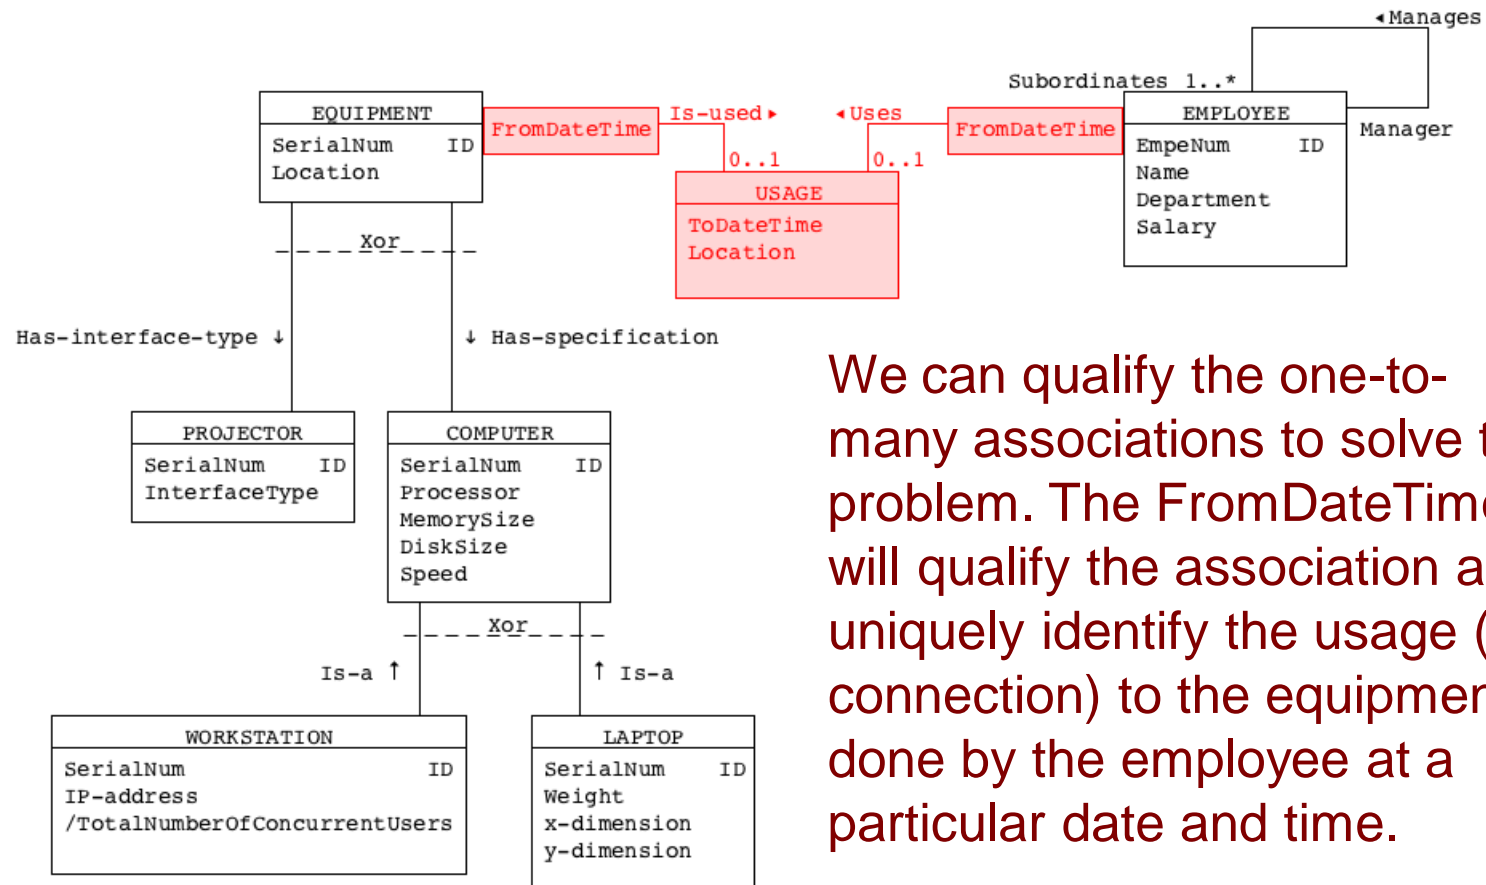 ◂Manages
Subordinates 1..*
EQUIPMENT
SerialNum ID
Location
FromDateTime
Is-used ▸
◂Uses
FromDateTime
EMPLOYEE
EmpeNum ID
Name
Department
Salary
Manager
0..1
0..1
USAGE
ToDateTime
Location
Xor
Has-interface-type ↓
↓ Has-specification
PROJECTOR
SerialNum ID
InterfaceType
COMPUTER
SerialNum ID
Processor
MemorySize
DiskSize
Speed
Xor
Is-a ↑
↑ Is-a
WORKSTATION
SerialNum ID
IP-address
/TotalNumberOfConcurrentUsers
LAPTOP
SerialNum ID
Weight
x-dimension
y-dimension
We can qualify the one-to-
many associations to solve
problem. The FromDateTime
will qualify the association
uniquely identify the usage (
connection) to the
done by the employee at a
particular date and time.